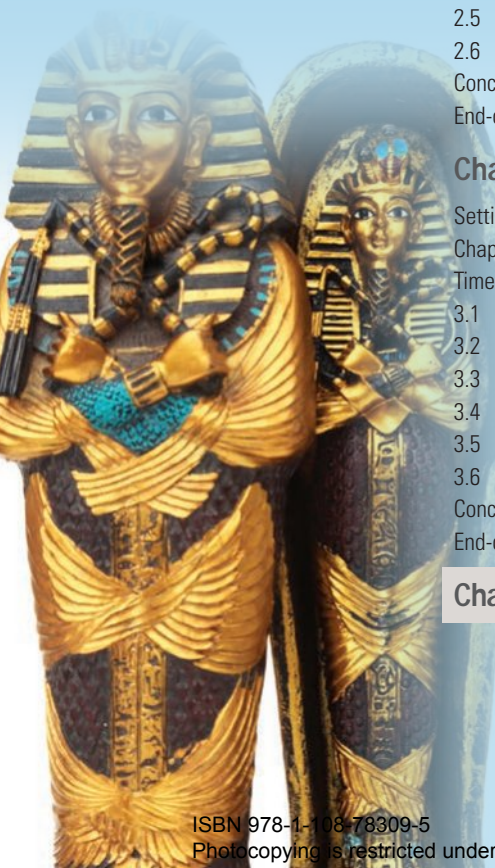 2.5
2.6
Conc
End-o
Cha
Setti
Chap
Time
3.1
3.2
3.3
3.4
3.5
3.6
Conc
End-o
Cha
ISBN 978-1-108-78309-5
Photocopying is restricted under